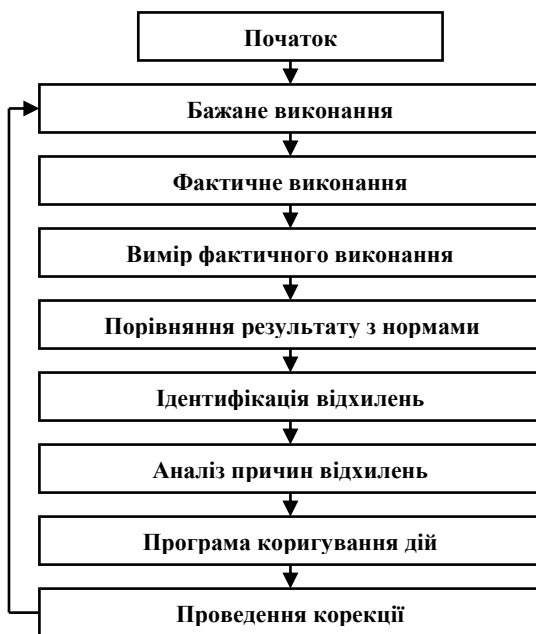 Початок
Бажане виконання
Фактичне виконання
Вимір фактичного виконання
Порівняння результату з нормами
Ідентифікація відхилень
Аналіз причин відхилень
Програма коригування дій
Проведення корекції